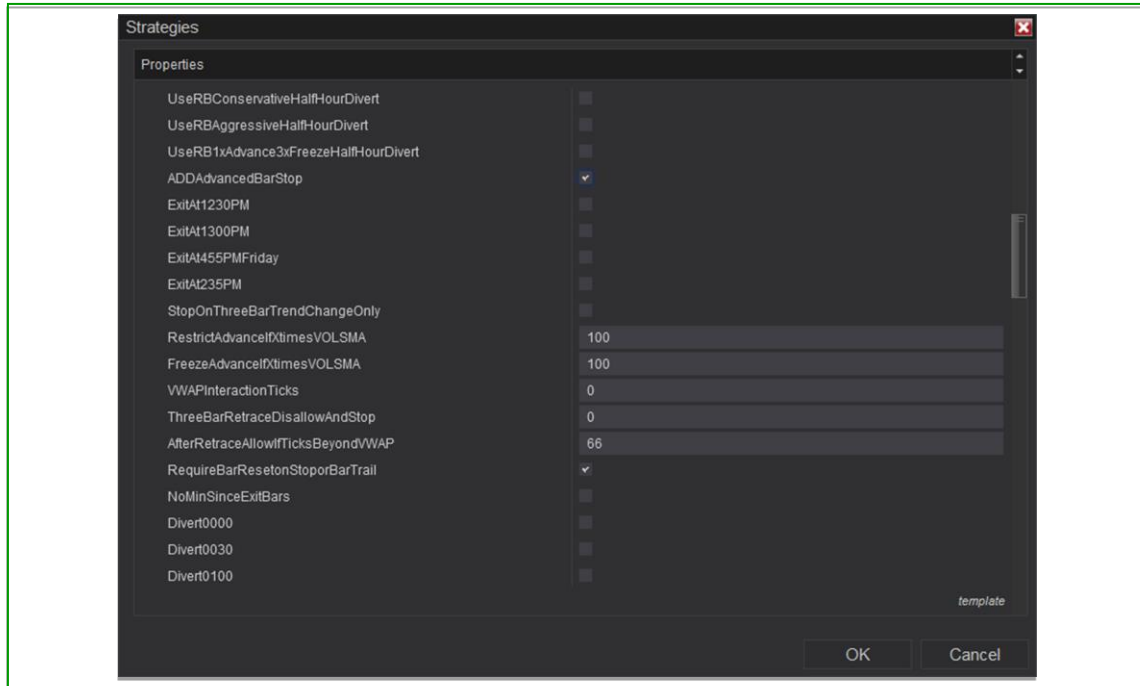 Strategies
Properties
UseRBConservativeHalfHourDivert
UseRBAggressiveHalfHourDivert
UseRB1xAdvance3xFreezeHalfHourDivert
ADDAdvancedBarStop
ExitAt1230PM
ExitAt1300PM
ExitAt455PMFriday
ExitAt235PM
StopOnThreeBarTrendChangeOnly
RestrictAdvanceIfXtimesVOLSMA 100
FreezeAdvanceIfXtimesVOLSMA 100
VWAPInteractionTicks 0
ThreeBarRetraceDisallowAndStop 0
AfterRetraceAllowIfTicksBeyondVWAP 66
RequireBarResetonStoporBarTrail
NoMinSinceExitBars
Divert0000
Divert0030
Divert0100
template
OK Cancel